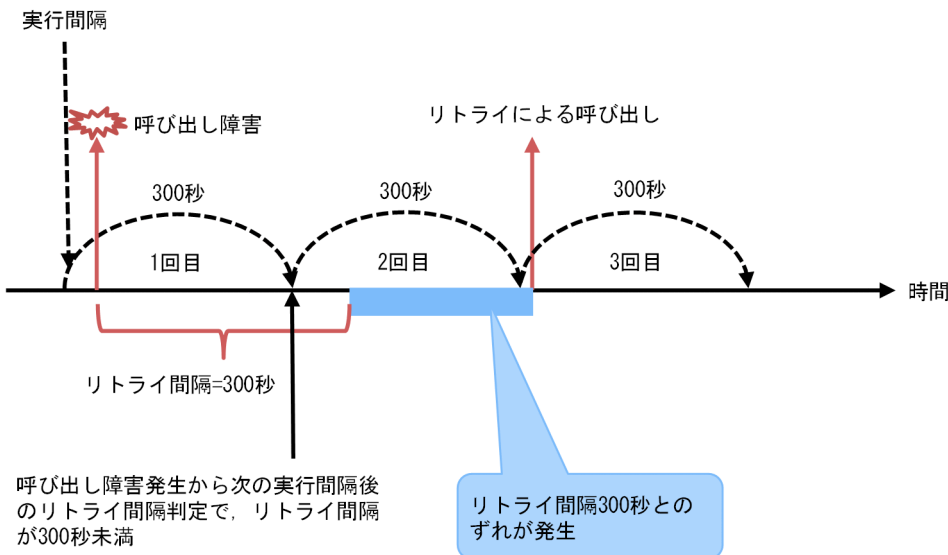 実行間隔
呼び出し障害
リトライによる呼び出し
300秒
300秒
300秒
1回目
2回目
3回目
時間
リトライ間隔=300秒
呼び出し障害発生から次の実行間隔後
のリトライ間隔判定で，リトライ間隔
が300秒未満
リトライ間隔300秒との
ずれが発生